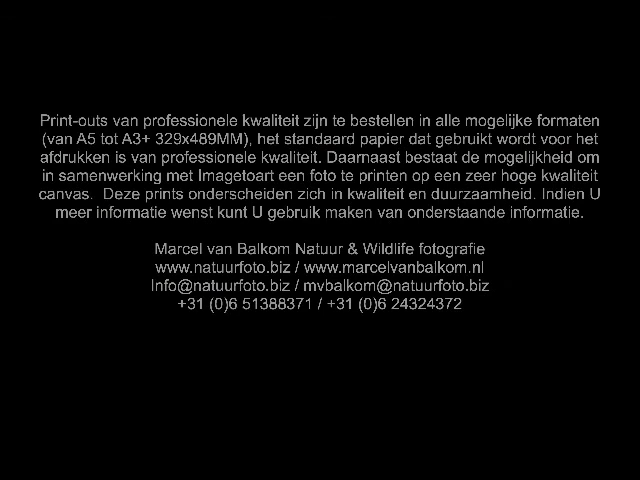 Print-outs van professionele kwaliteit zijn te bestellen in alle mogelijke formaten
(van A5 tot A3+ 329x489MM), het standaard papier dat gebruikt wordt voor het
afdrukken is van professionele kwaliteit. Daarnaast bestaat de mogelijkheid om
in samenwerking met Imagetoart een foto te printen op een zeer hoge kwaliteit
canvas.  Deze prints onderscheiden zich in kwaliteit en duurzaamheid. Indien U
meer informatie wenst kunt U gebruik maken van onderstaande informatie.
Marcel van Balkom Natuur & Wildlife fotografie
www.natuurfoto.biz / www.marcelvanbalkom.nl
Info@natuurfoto.biz / mvbalkom@natuurfoto.biz
+31 (0)6 51388371 / +31 (0)6 24324372